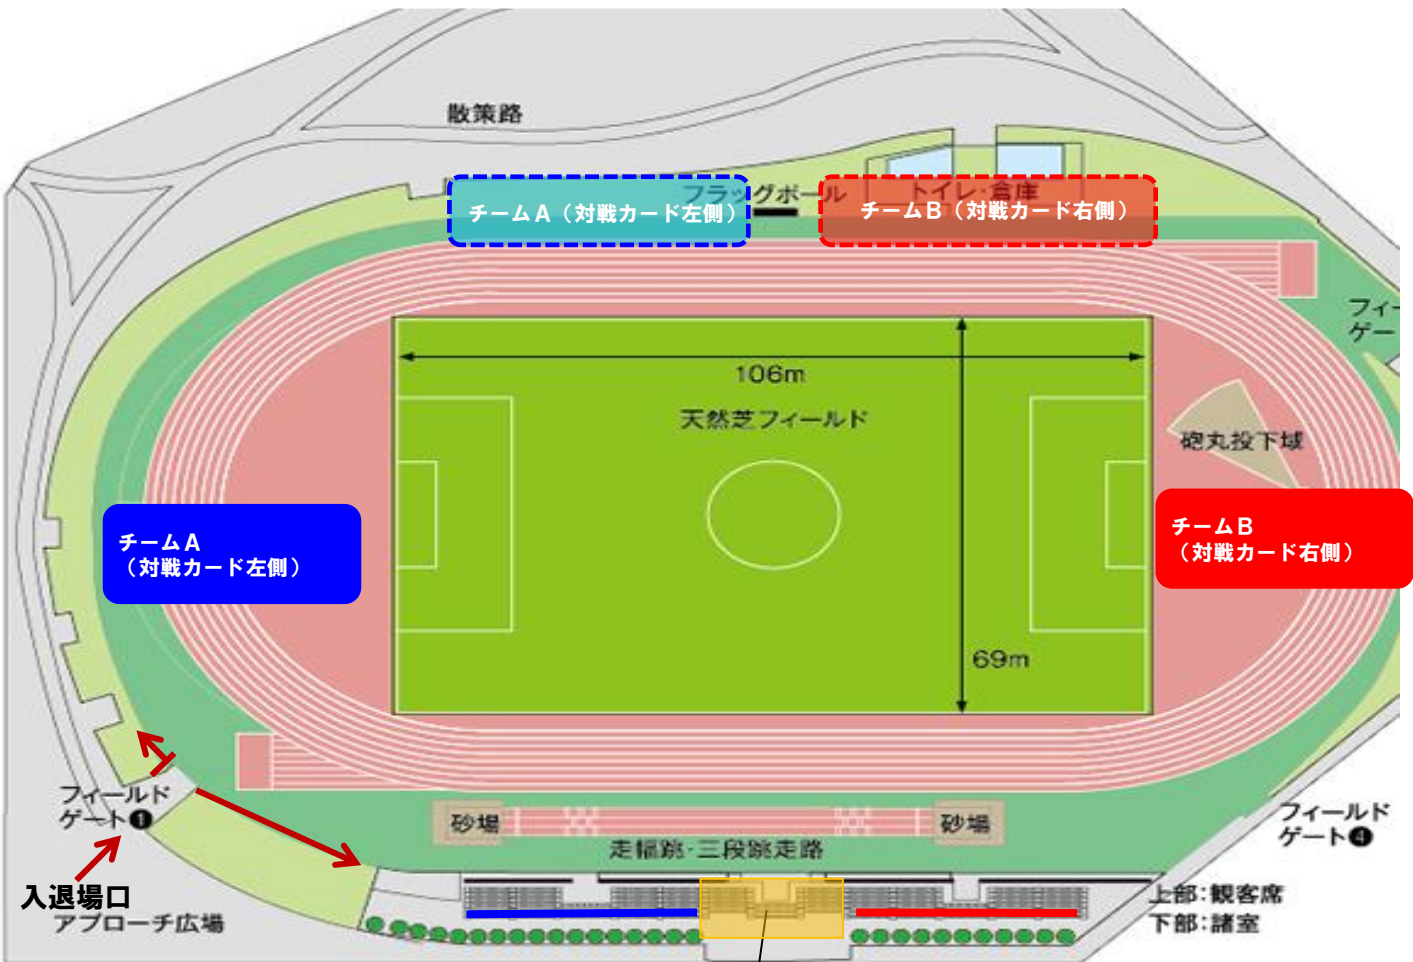 散策路
フラッグポール
トイレ・倉庫
チームA（対戦カード左側）
チームB（対戦カード右側）
フィー
ゲー
106m
天然芝フィールド
砲丸投下域
チームA
（対戦カード左側）
チームB
（対戦カード右側）
69m
フィールド
ゲート❶
砂場
砂場
フィールド
ゲート❹
走幅跳・三段跳走路
入退場口
アプローチ広場
上部：観客席
下部：諸室